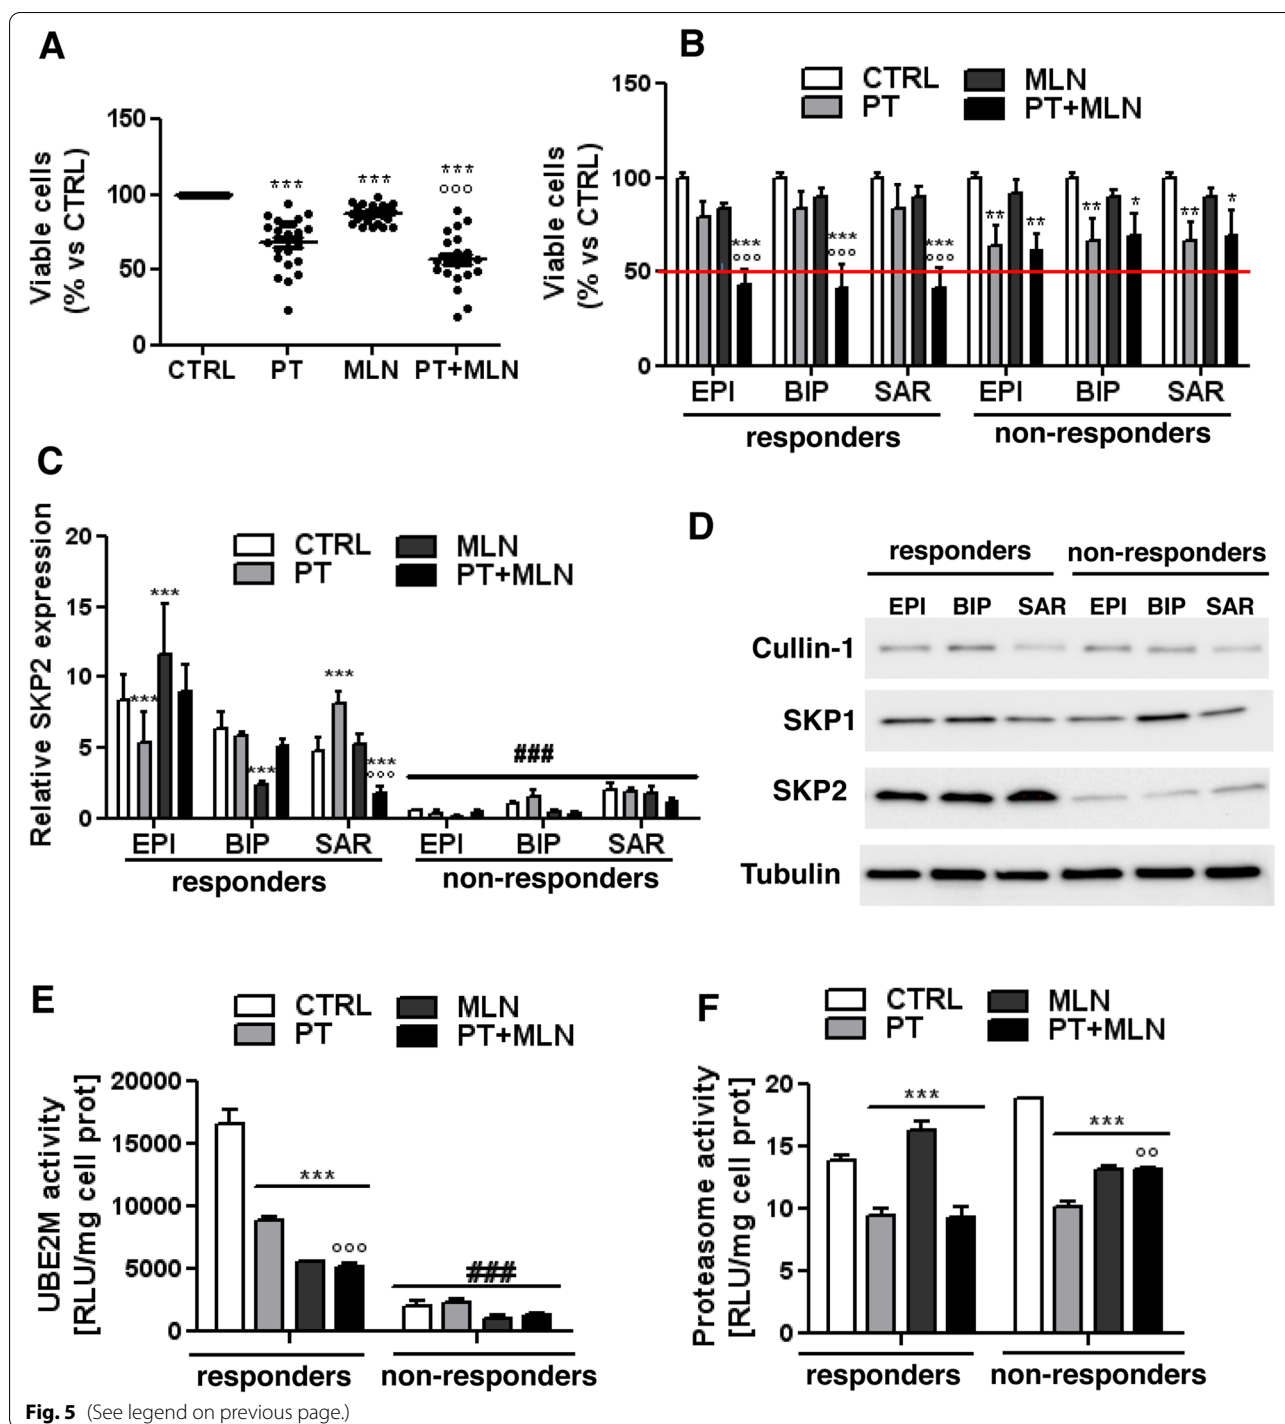 A
Viable cells
(% vs CTRL)
150
100
50
0
***
***
***
°°°
CTRL PT MLN PT+MLN
B
CTRL MLN
PT PT+MLN
Viable cells
(% vs CTRL)
150
100
50
0
***
°°°
***
°°°
***
°°°
** **
** *
** *
EPI BIP SAR EPI BIP SAR
responders non-responders
C
CTRL MLN
PT PT+MLN
Relative SKP2 expression
20
15
10
5
0
***
***
***
***
***
°°°
###
EPI BIP SAR EPI BIP SAR
responders non-responders
D
responders non-responders
EPI BIP SAR EPI BIP SAR
Cullin-1
SKP1
SKP2
Tubulin
E
CTRL MLN
PT PT+MLN
UBE2M activity
[RLU/mg cell prot]
20000
15000
10000
5000
0
***
°°°
###
responders non-responders
F
CTRL MLN
PT PT+MLN
Proteasome activity
[RLU/mg cell prot]
20
15
10
5
0
***
***
°°
responders non-responders
Fig. 5 (See legend on previous page.)